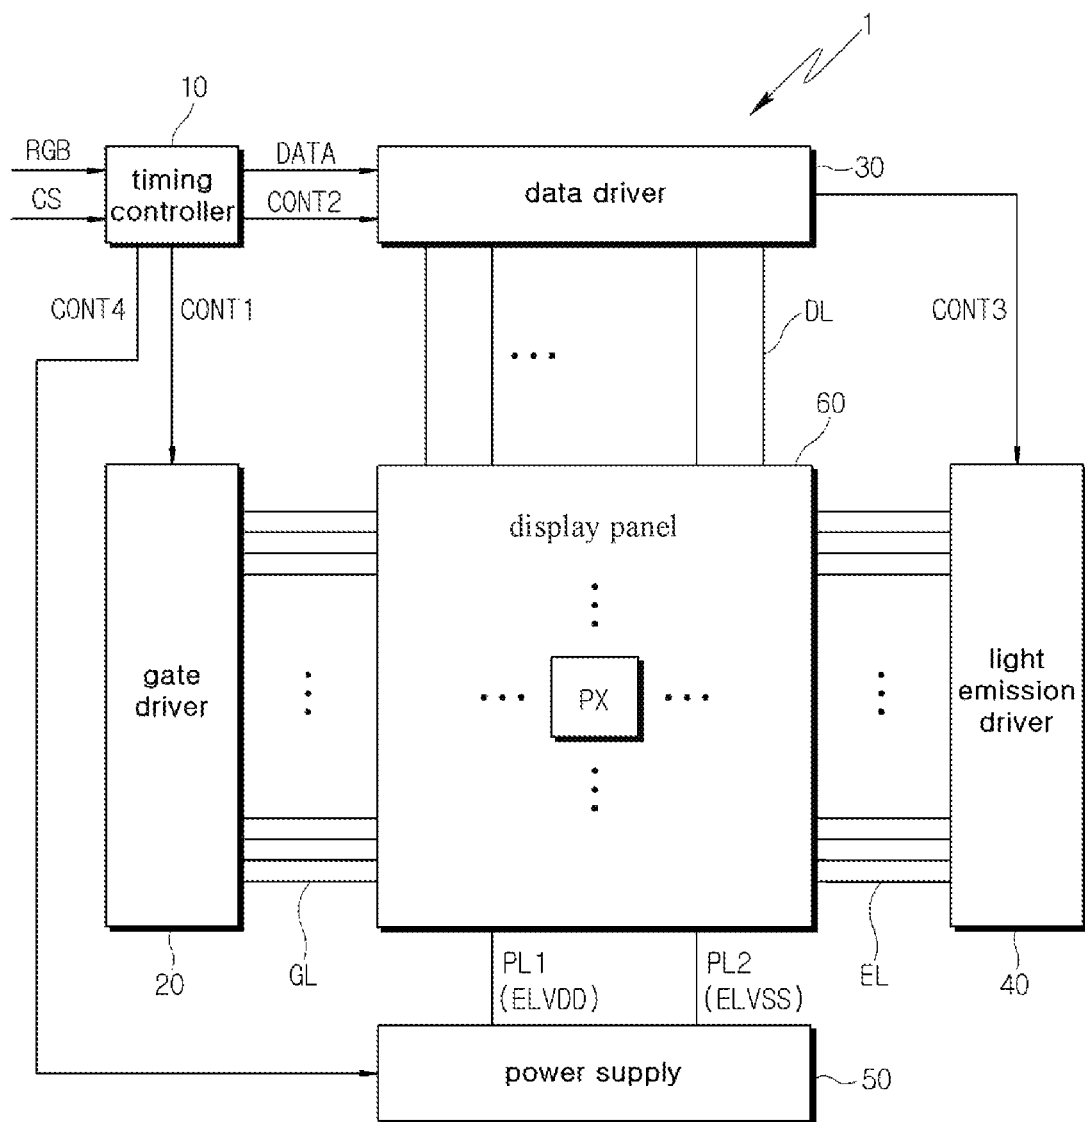 1
10
RGB
DATA
timing
controller
data driver
30
CS
CONT2
CONT4
CONT1
DL
CONT3
60
display panel
gate
driver
PX
light
emission
driver
20
GL
PL1
(ELVDD)
PL2
(ELVSS)
EL
40
power supply
50